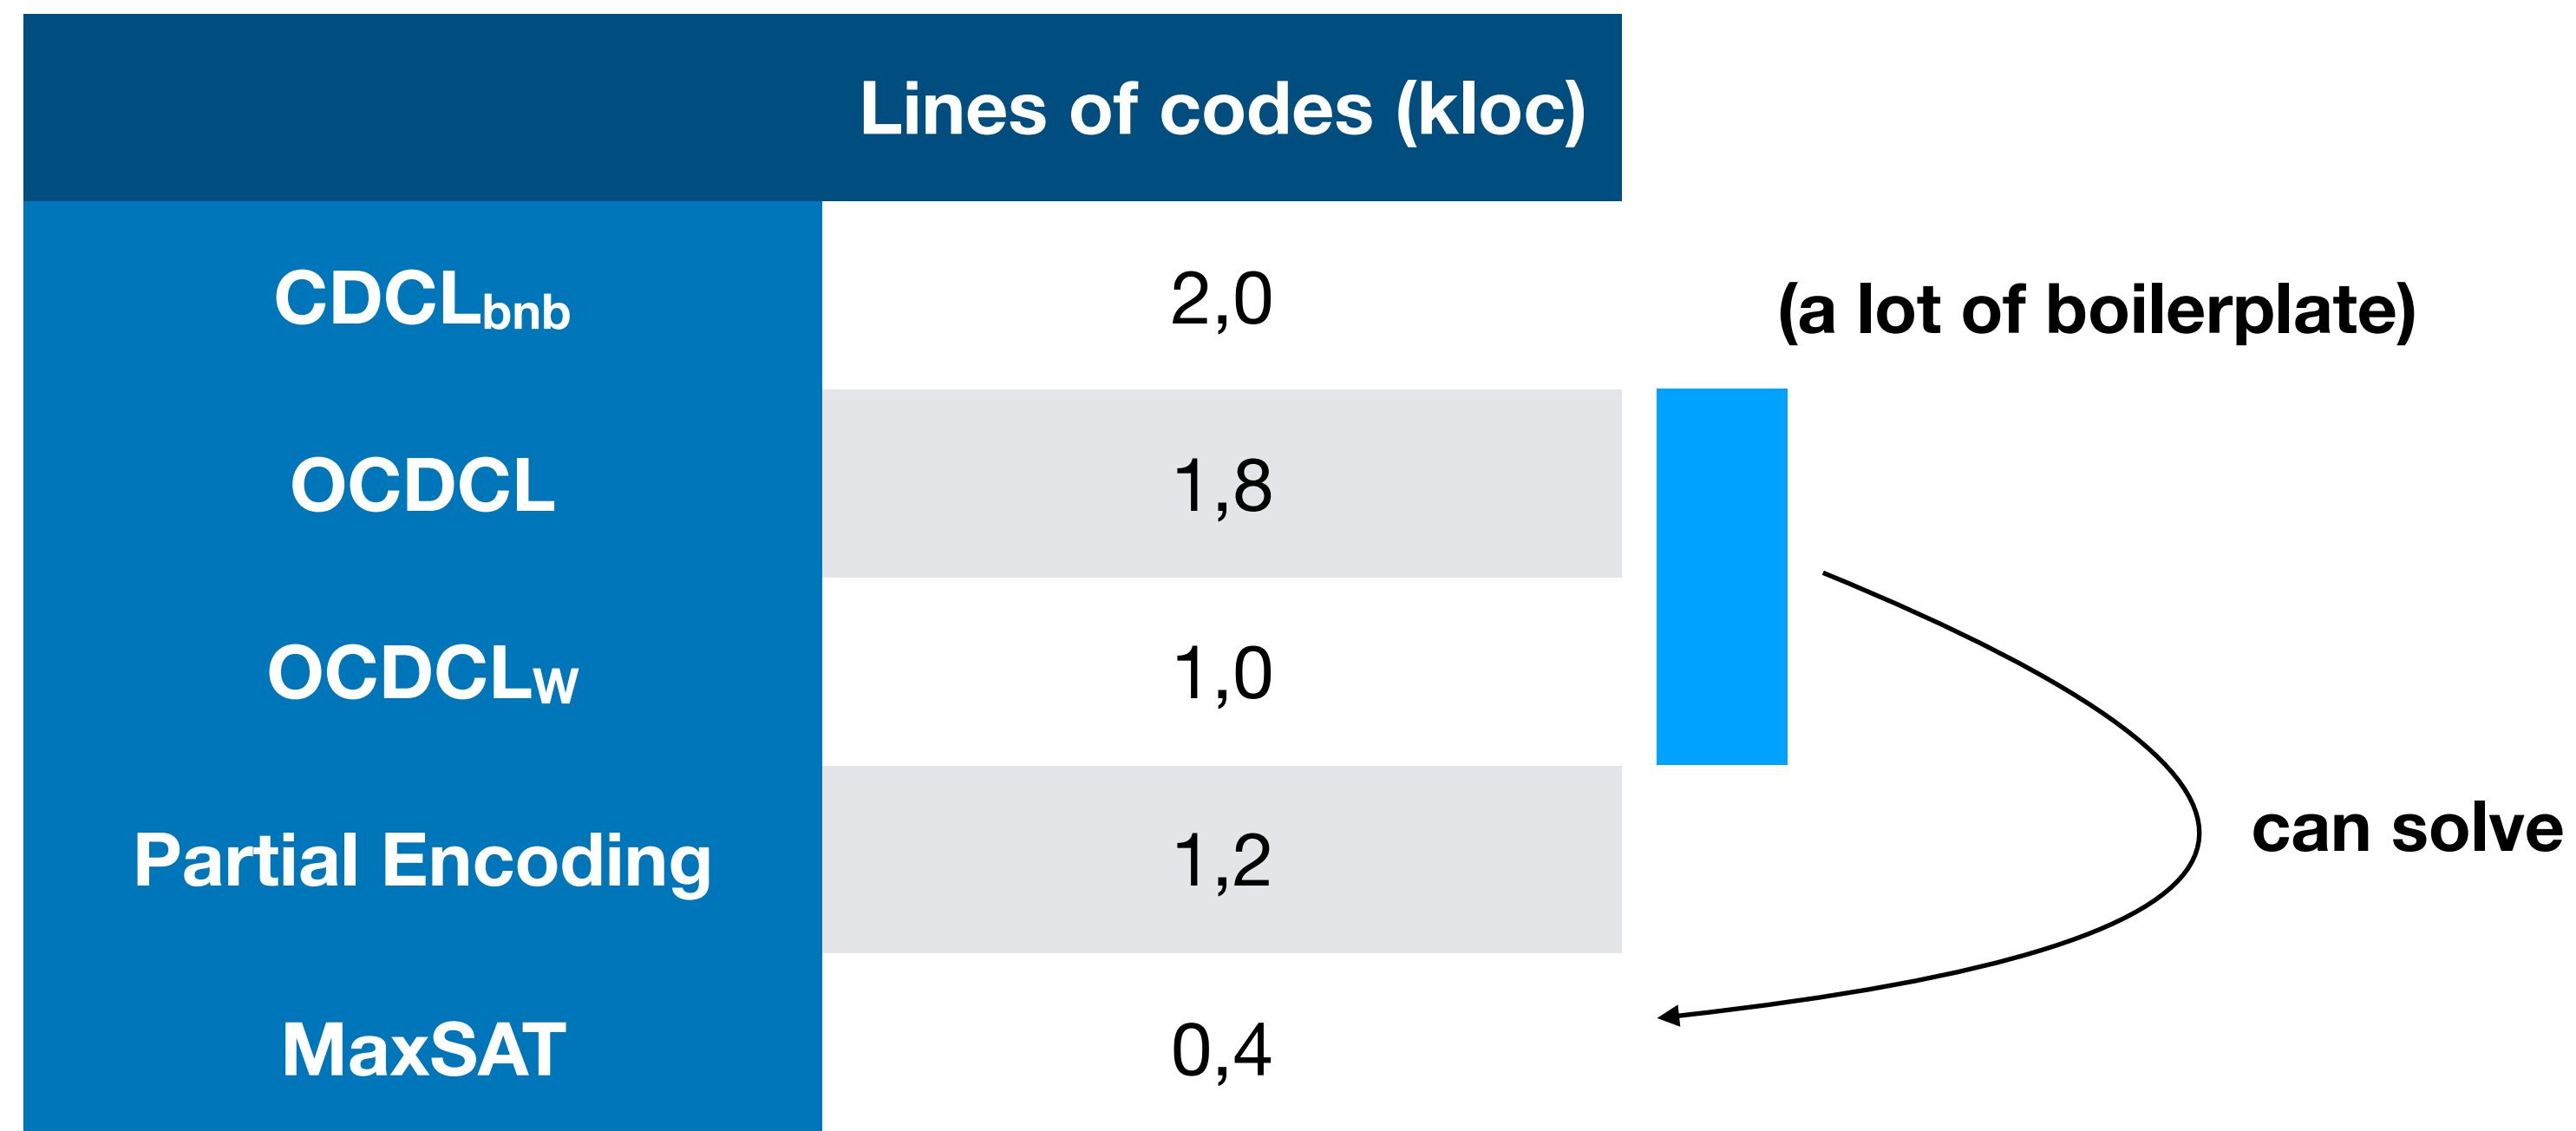 Lines of codes (kloc)
CDCLbnb 2,0 (a lot of boilerplate)
OCDCL 1,8
OCDCLW 1,0
can solve
Partial Encoding 1,2
MaxSAT 0,4